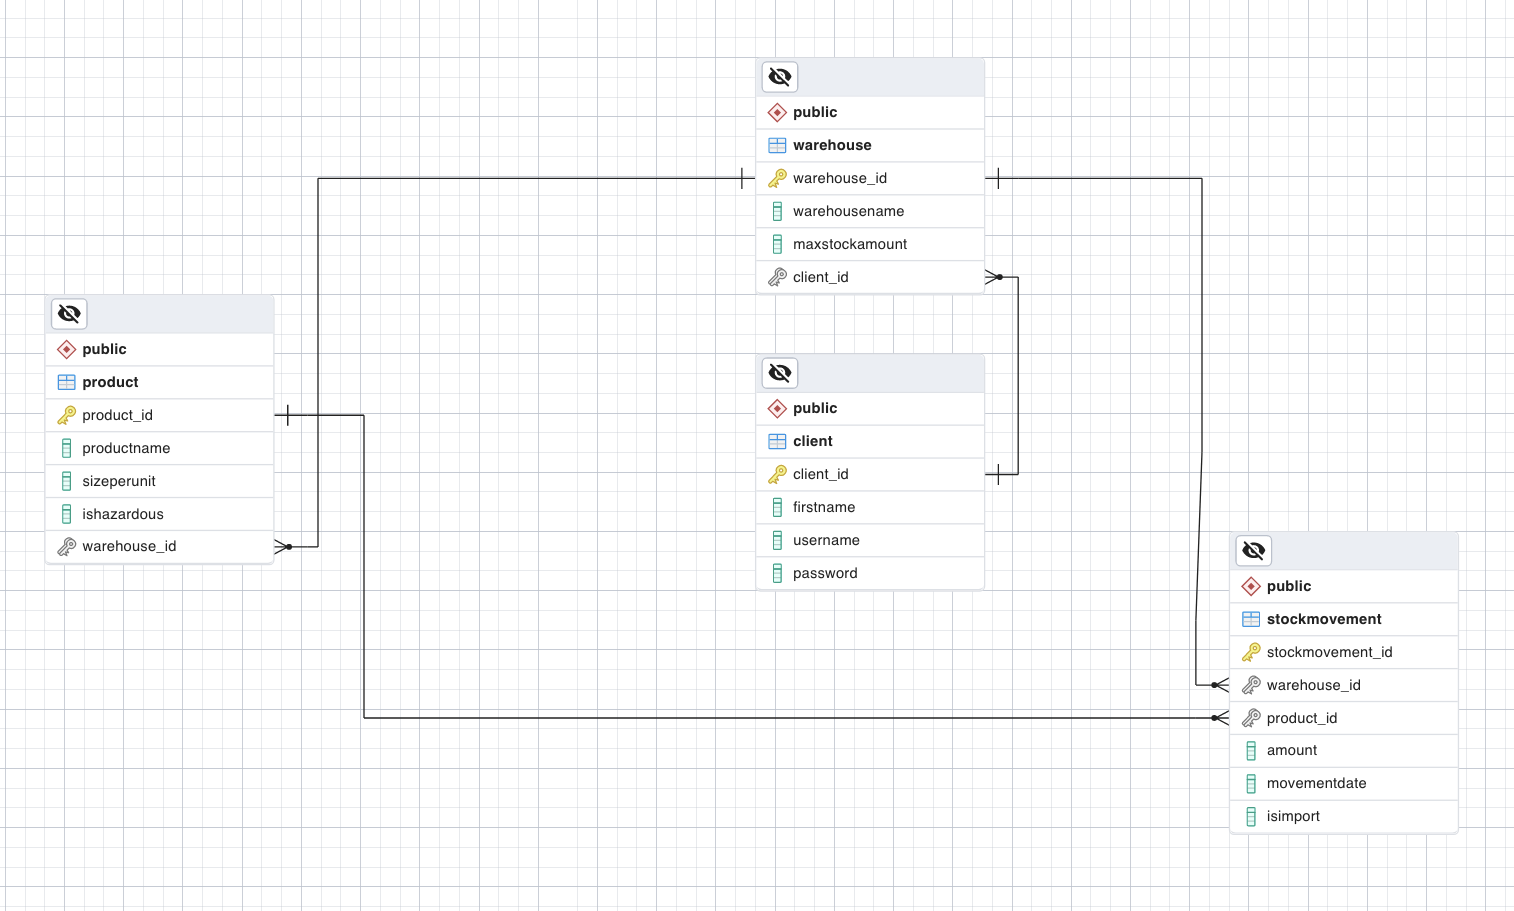 public
warehouse
warehouse_id
warehousename
maxstockamount
client_id
public
product
product_id
productname
sizeperunit
ishazardous
warehouse_id
public
client
client_id
firstname
username
password
public
stockmovement
stockmovement_id
warehouse_id
product_id
amount
movementdate
isimport